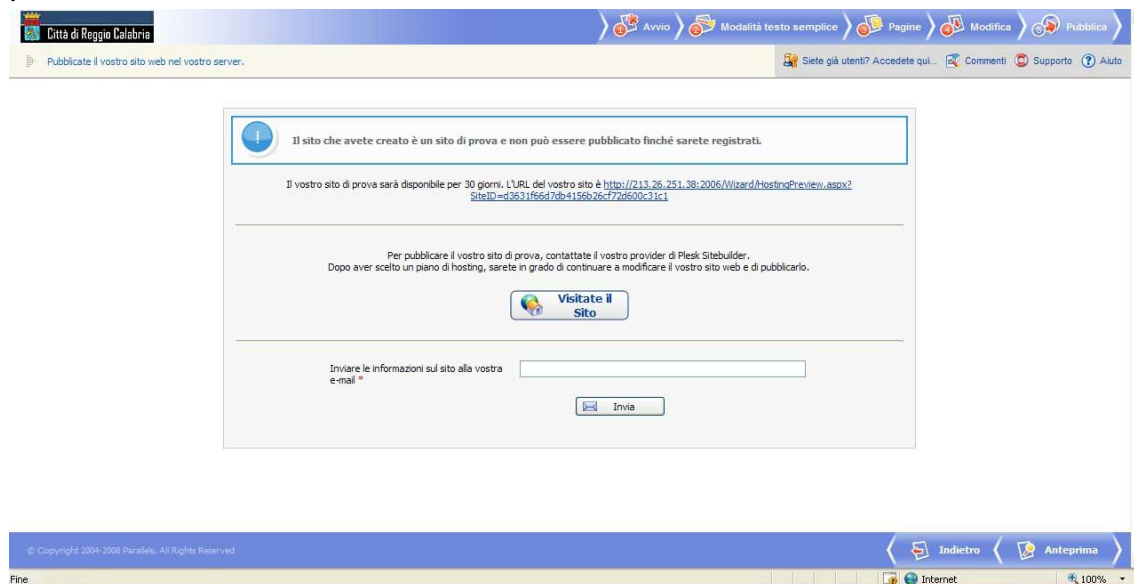 Città di Reggio Calabria
1 Avvio 2 Modalità testo semplice 3 Pagine 4 Modifica 5 Pubblica
Pubblicate il vostro sito web nel vostro server.
Siete già utenti? Accedete qui... Commenti Supporto Aiuto
Il sito che avete creato è un sito di prova e non può essere pubblicato finché sarete registrati.
Il vostro sito di prova sarà disponibile per 30 giorni. L'URL del vostro sito è http://213.26.251.38:2006/Wizard/HostingPreview.aspx?
SiteID=d3631f66d7db4156b26cf72d600c31c1
Per pubblicare il vostro sito di prova, contattate il vostro provider di Plesk Sitebuilder.
Dopo aver scelto un piano di hosting, sarete in grado di continuare a modificare il vostro sito web e di pubblicarlo.
Visitate il
Sito
Inviare le informazioni sul sito alla vostra
e-mail *
Invia
© Copyright 2004-2008 Parallels. All Rights Reserved
Indietro Anteprima
Fine Internet 100%